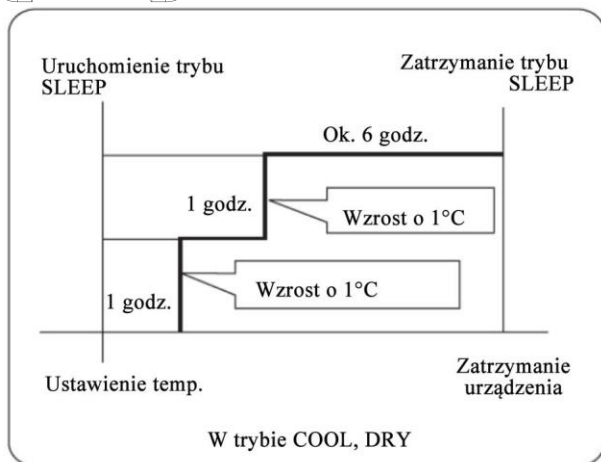 Uruchomienie trybu
SLEEP
Zatrzymanie trybu
SLEEP
Ok. 6 godz.
1 godz.
Wzrost o 1°C
1 godz.
Wzrost o 1°C
Ustawienie temp.
Zatrzymanie
urządzenia
W trybie COOL, DRY